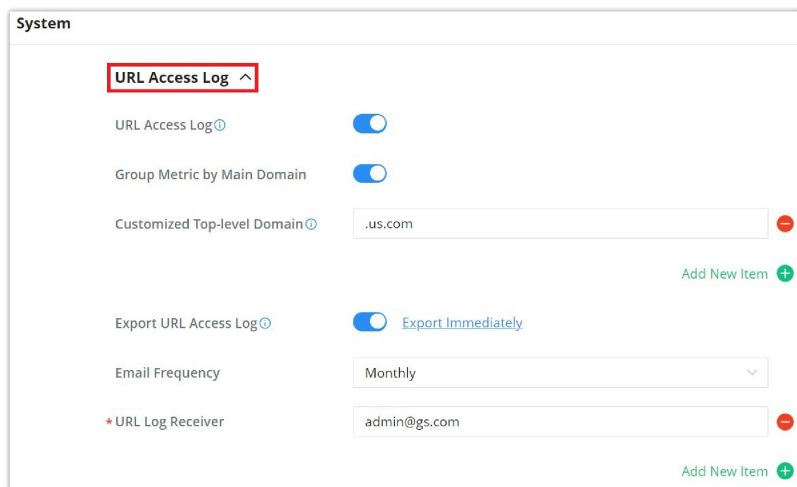 System
URL Access Log
URL Access Log
Group Metric by Main Domain
Customized Top-level Domain .us.com
Add New Item
Export URL Access Log Export Immediately
Email Frequency Monthly
* URL Log Receiver admin@gs.com
Add New Item